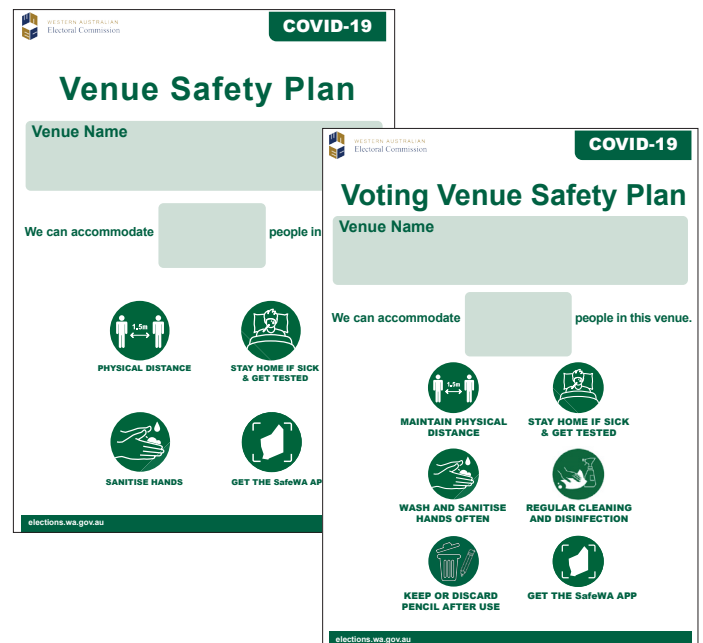 WESTERN AUSTRALIAN
Electoral Commission
COVID-19
Venue Safety Plan
Venue Name
We can accommodate
people in
1.5m
PHYSICAL DISTANCE
STAY HOME IF SICK
& GET TESTED
SANITISE HANDS
GET THE SafeWA AP
elections.wa.gov.au
WESTERN AUSTRALIAN
Electoral Commission
COVID-19
Voting Venue Safety Plan
Venue Name
We can accommodate
people in this venue.
1.5m
MAINTAIN PHYSICAL
DISTANCE
STAY HOME IF SICK
& GET TESTED
WASH AND SANITISE
HANDS OFTEN
REGULAR CLEANING
AND DISINFECTION
KEEP OR DISCARD
PENCIL AFTER USE
GET THE SafeWA APP
elections.wa.gov.au